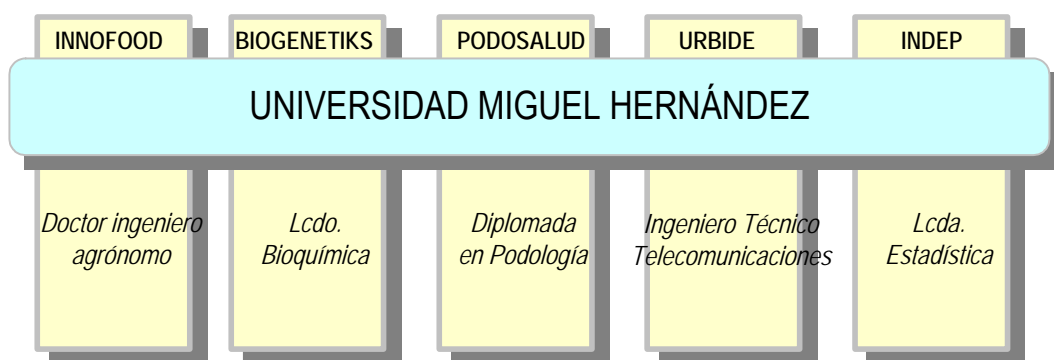 INNOFOOD
BIOGENETIKS
PODOSALUD
URBIDE
INDEP
UNIVERSIDAD MIGUEL HERNÁNDEZ
Doctor ingeniero
agrónomo
Lcdo.
Bioquímica
Diplomada
en Podología
Ingeniero Técnico
Telecomunicaciones
Lcda.
Estadística